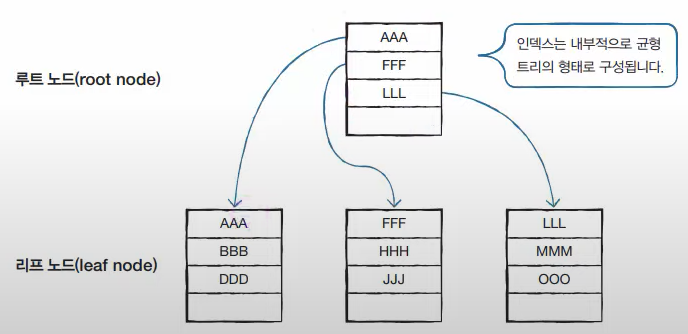 AAA
FFF
LLL
인덱스는 내부적으로 균형
트리의 형태로 구성됩니다.
루트 노드(root node)
리프 노드(leaf node)
AAA
BBB
DDD
FFF
HHH
JJJ
LLL
MMM
OOO